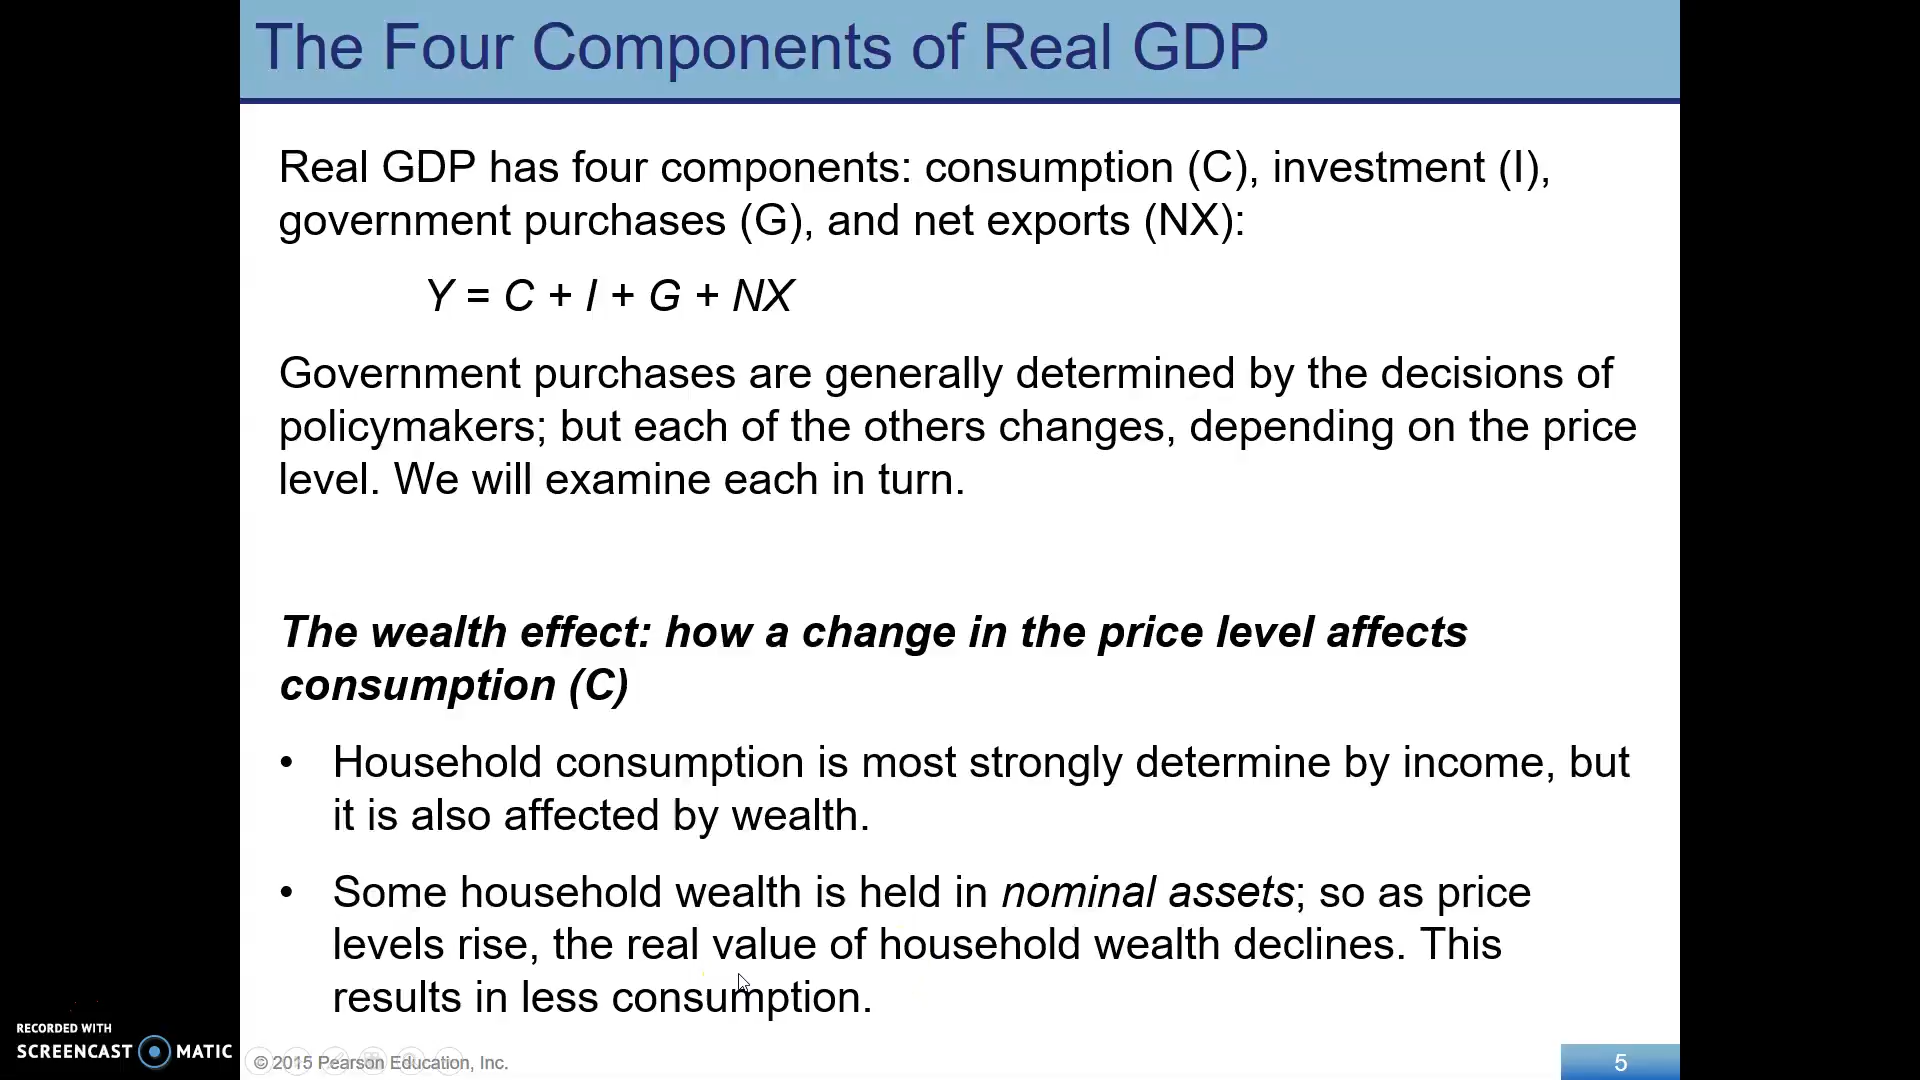 The Four Components of Real GDP
Real GDP has four components: consumption (C), investment (I),
government purchases (G), and net exports (NX):
Y = C + I + G + NX
Government purchases are generally determined by the decisions of
policymakers; but each of the others changes, depending on the price
level. We will examine each in turn.
The wealth effect: how a change in the price level affects
consumption (C)
• Household consumption is most strongly determine by income, but
it is also affected by wealth.
• Some household wealth is held in nominal assets; so as price
levels rise, the real value of household wealth declines. This
results in less consumption.
RECORDED WITH
SCREENCAST MATIC
© 2015 Pearson Education, Inc.
5